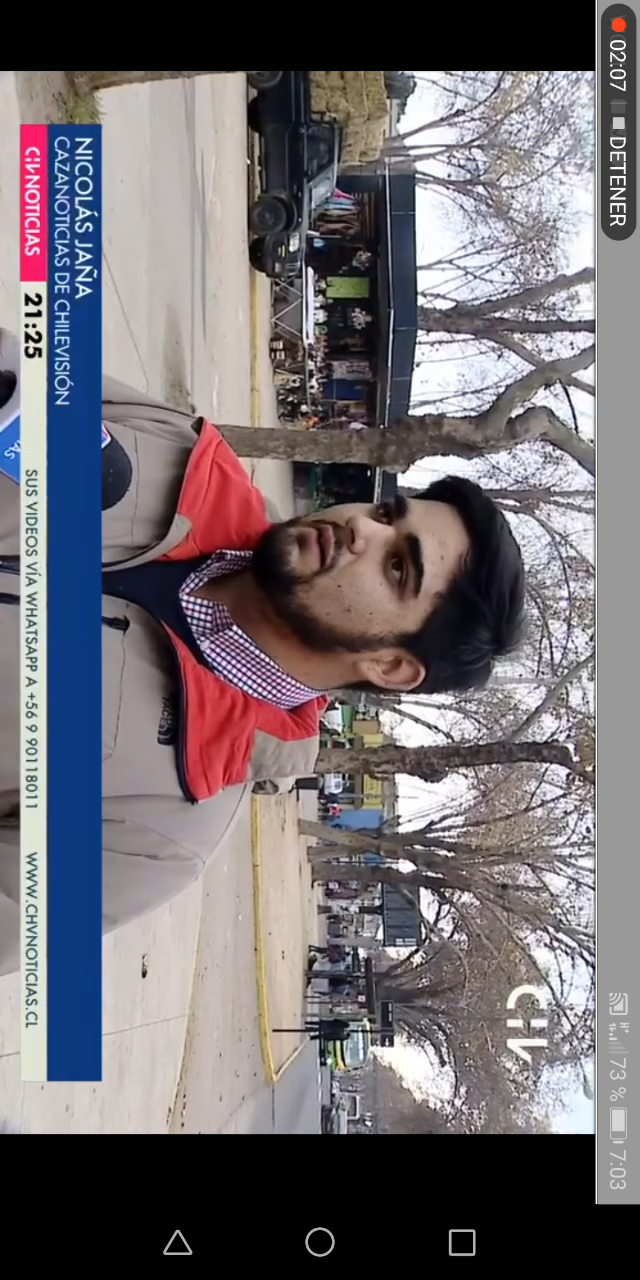 02:07 DETENER
H+ 73 % 7:03
CHV
NICOLÁS JAÑA
CAZANOTICIAS DE CHILEVISIÓN
CHV NOTICIAS
21:25 SUS VIDEOS VÍA WHATSAPP A +56 9 90118011 WWW.CHVNOTICIAS.CL